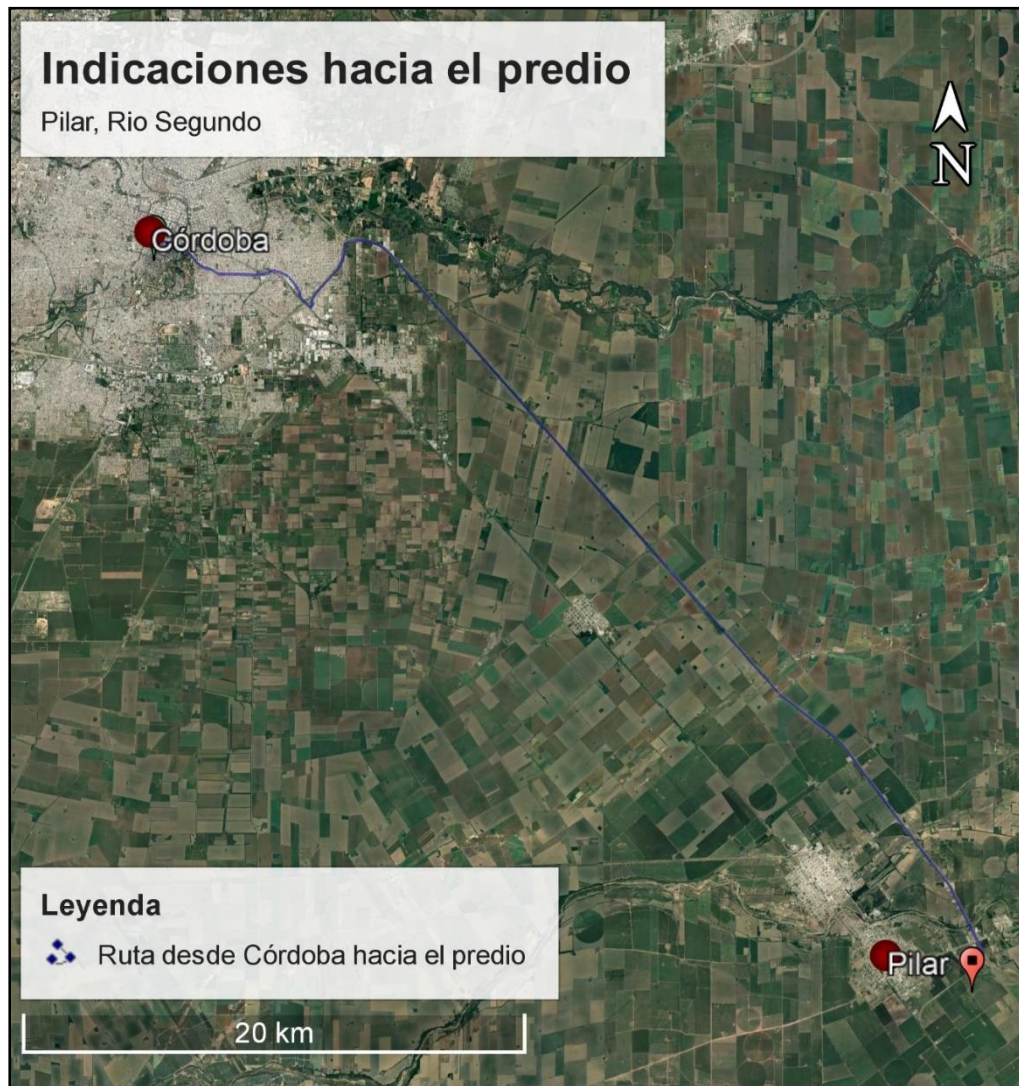 Indicaciones hacia el predio
Pilar, Rio Segundo
N
Córdoba
Leyenda
Ruta desde Córdoba hacia el predio
Pilar
20 km